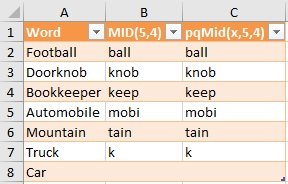 A B C
1 Word MID(5,4) pqMid(x,5,4)
2 Football ball ball
3 Doorknob knob knob
4 Bookkeeper keep keep
5 Automobile mobi mobi
6 Mountain tain tain
7 Truck k k
8 Car